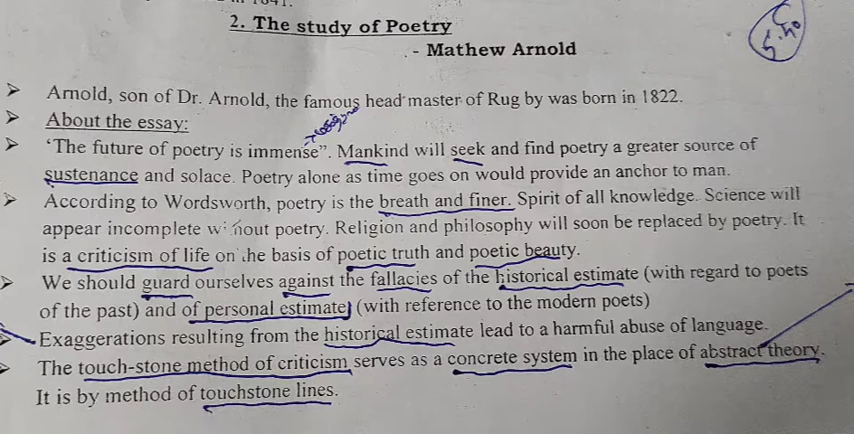 2. The study of Poetry
- Mathew Arnold
5.50
➤ Arnold, son of Dr. Arnold, the famous head master of Rug by was born in 1822.
➤ About the essay:
➤ ‘The future of poetry is immense”. Mankind will seek and find poetry a greater source of
sustenance and solace. Poetry alone as time goes on would provide an anchor to man.
➤ According to Wordsworth, poetry is the breath and finer. Spirit of all knowledge. Science will
appear incomplete without poetry. Religion and philosophy will soon be replaced by poetry. It
is a criticism of life on the basis of poetic truth and poetic beauty.
➤ We should guard ourselves against the fallacies of the historical estimate (with regard to poets
of the past) and of personal estimate) (with reference to the modern poets)
➤ Exaggerations resulting from the historical estimate lead to a harmful abuse of language.
➤ The touch-stone method of criticism serves as a concrete system in the place of abstract theory.
It is by method of touchstone lines.